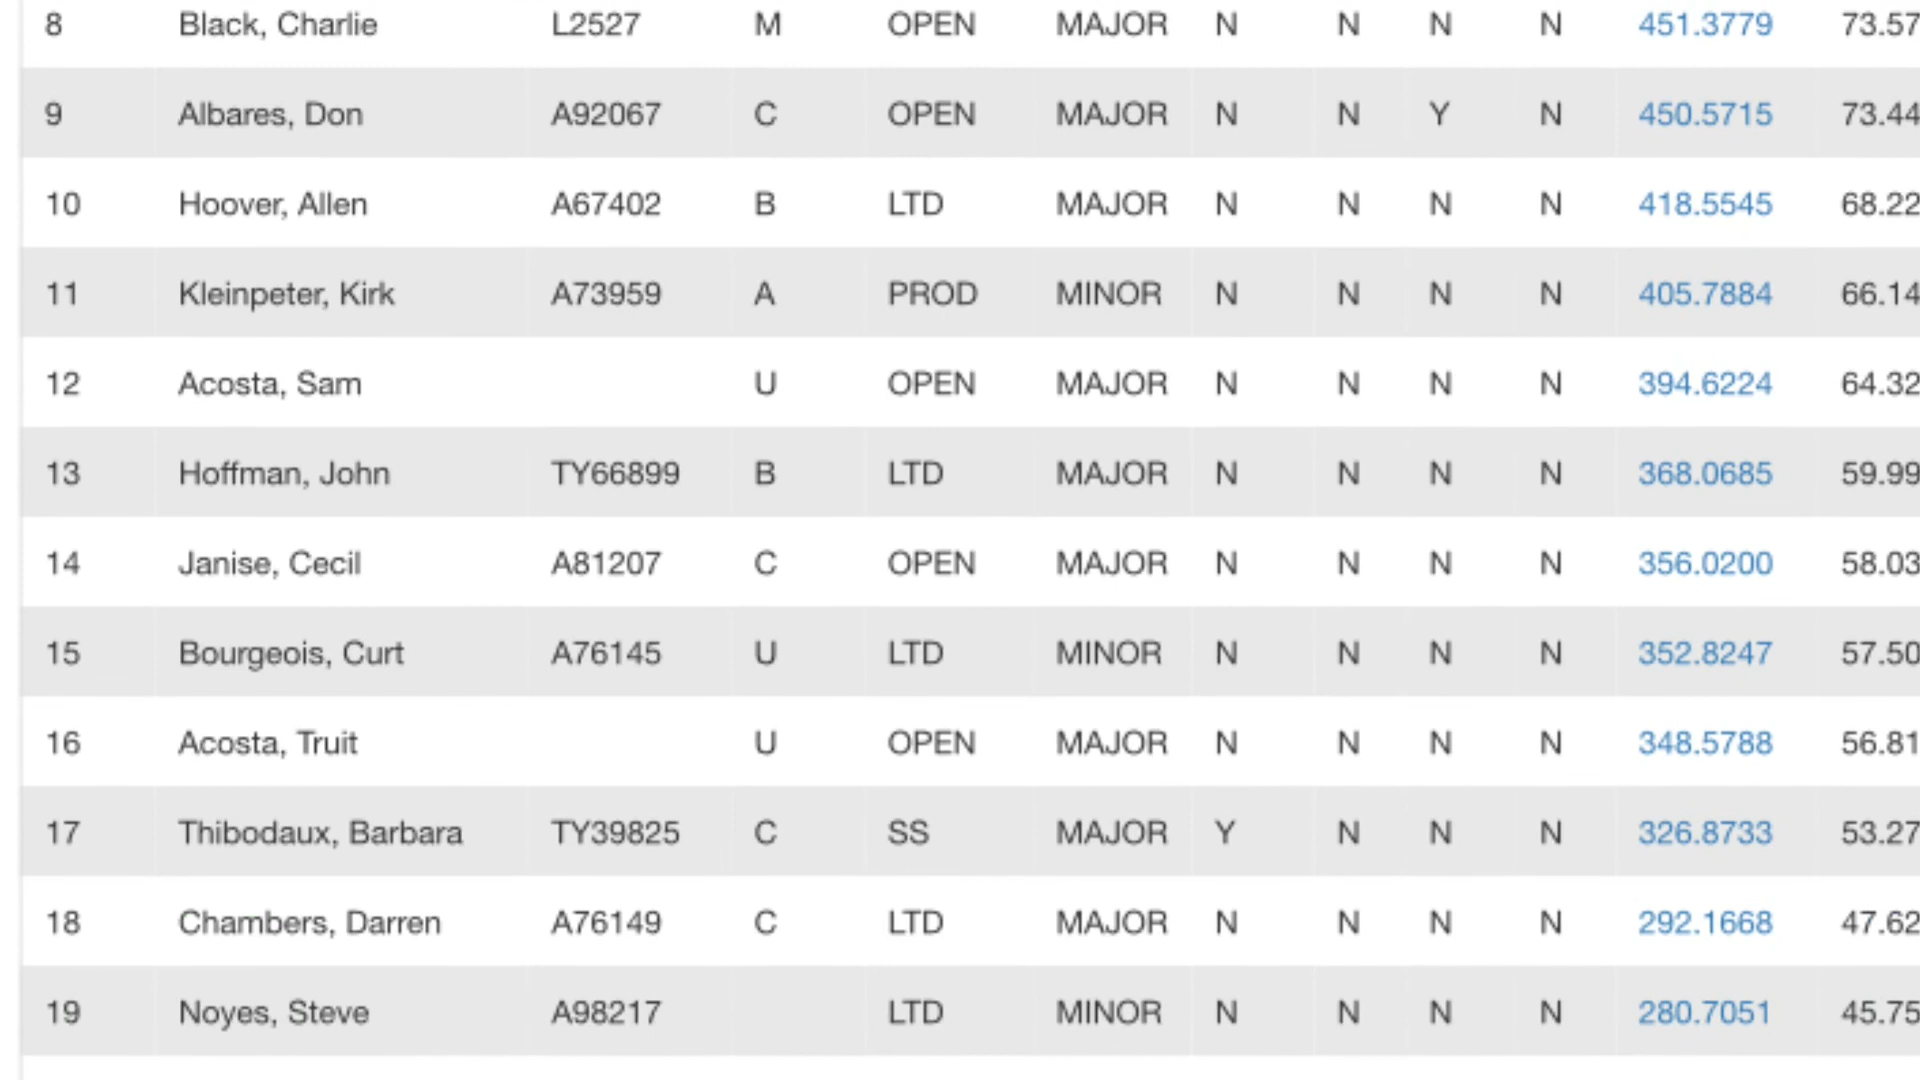 8 Black, Charlie L2527 M OPEN MAJOR N N N N 451.3779 73.57
9 Albares, Don A92067 C OPEN MAJOR N N Y N 450.5715 73.44
10 Hoover, Allen A67402 B LTD MAJOR N N N N 418.5545 68.22
11 Kleinpeter, Kirk A73959 A PROD MINOR N N N N 405.7884 66.14
12 Acosta, Sam U OPEN MAJOR N N N N 394.6224 64.32
13 Hoffman, John TY66899 B LTD MAJOR N N N N 368.0685 59.99
14 Janise, Cecil A81207 C OPEN MAJOR N N N N 356.0200 58.03
15 Bourgeois, Curt A76145 U LTD MINOR N N N N 352.8247 57.50
16 Acosta, Truit U OPEN MAJOR N N N N 348.5788 56.81
17 Thibodaux, Barbara TY39825 C SS MAJOR Y N N N 326.8733 53.27
18 Chambers, Darren A76149 C LTD MAJOR N N N N 292.1668 47.62
19 Noyes, Steve A98217 LTD MINOR N N N N 280.7051 45.75